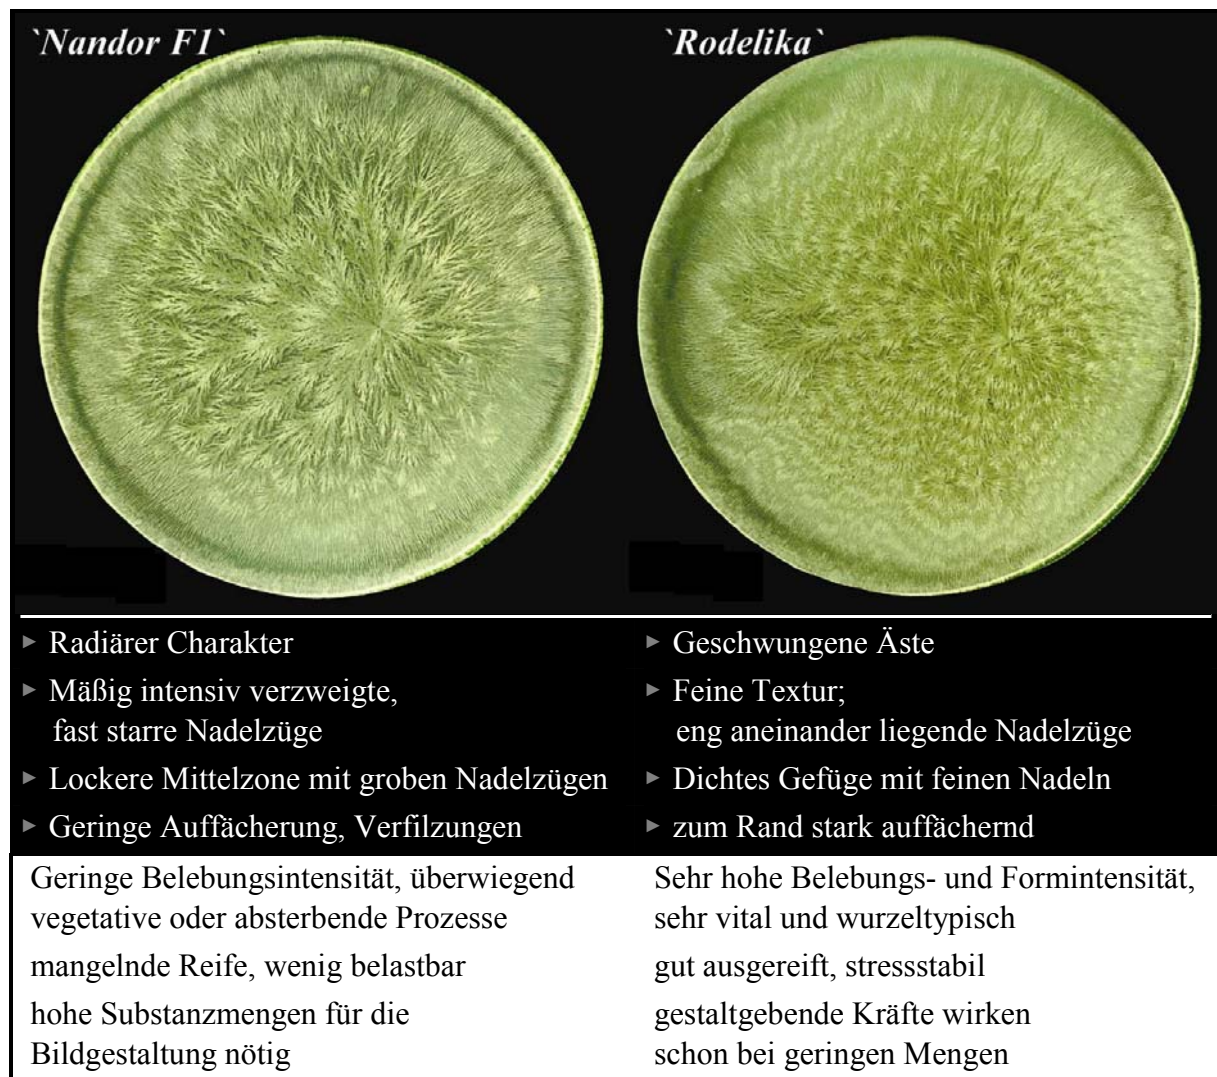 `Nandor F1`
▸ Radiärer Charakter
▸ Mäßig intensiv verzweigte,
fast starre Nadelzüge
▸ Lockere Mittelzone mit groben Nadelzügen
▸ Geringe Auffächerung, Verfilzungen
Geringe Belebungsintensität, überwiegend
vegetative oder absterbende Prozesse
mangelnde Reife, wenig belastbar
hohe Substanzmengen für die
Bildgestaltung nötig
`Rodelika`
▸ Geschwungene Äste
▸ Feine Textur;
eng aneinander liegende Nadelzüge
▸ Dichtes Gefüge mit feinen Nadeln
▸ zum Rand stark auffächernd
Sehr hohe Belebungs- und Formintensität,
sehr vital und wurzeltypisch
gut ausgereift, stressstabil
gestaltgebende Kräfte wirken
schon bei geringen Mengen